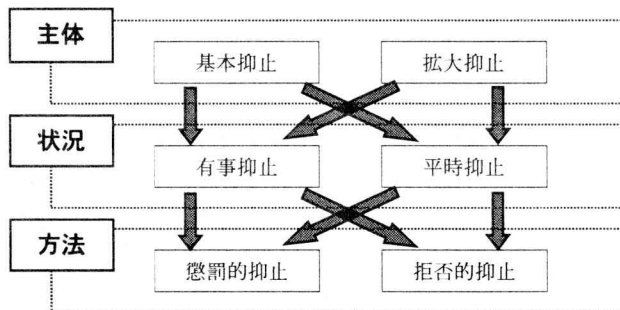 主体
基本抑止 拡大抑止
状況
有事抑止 平時抑止
方法
懲罰的抑止 拒否的抑止